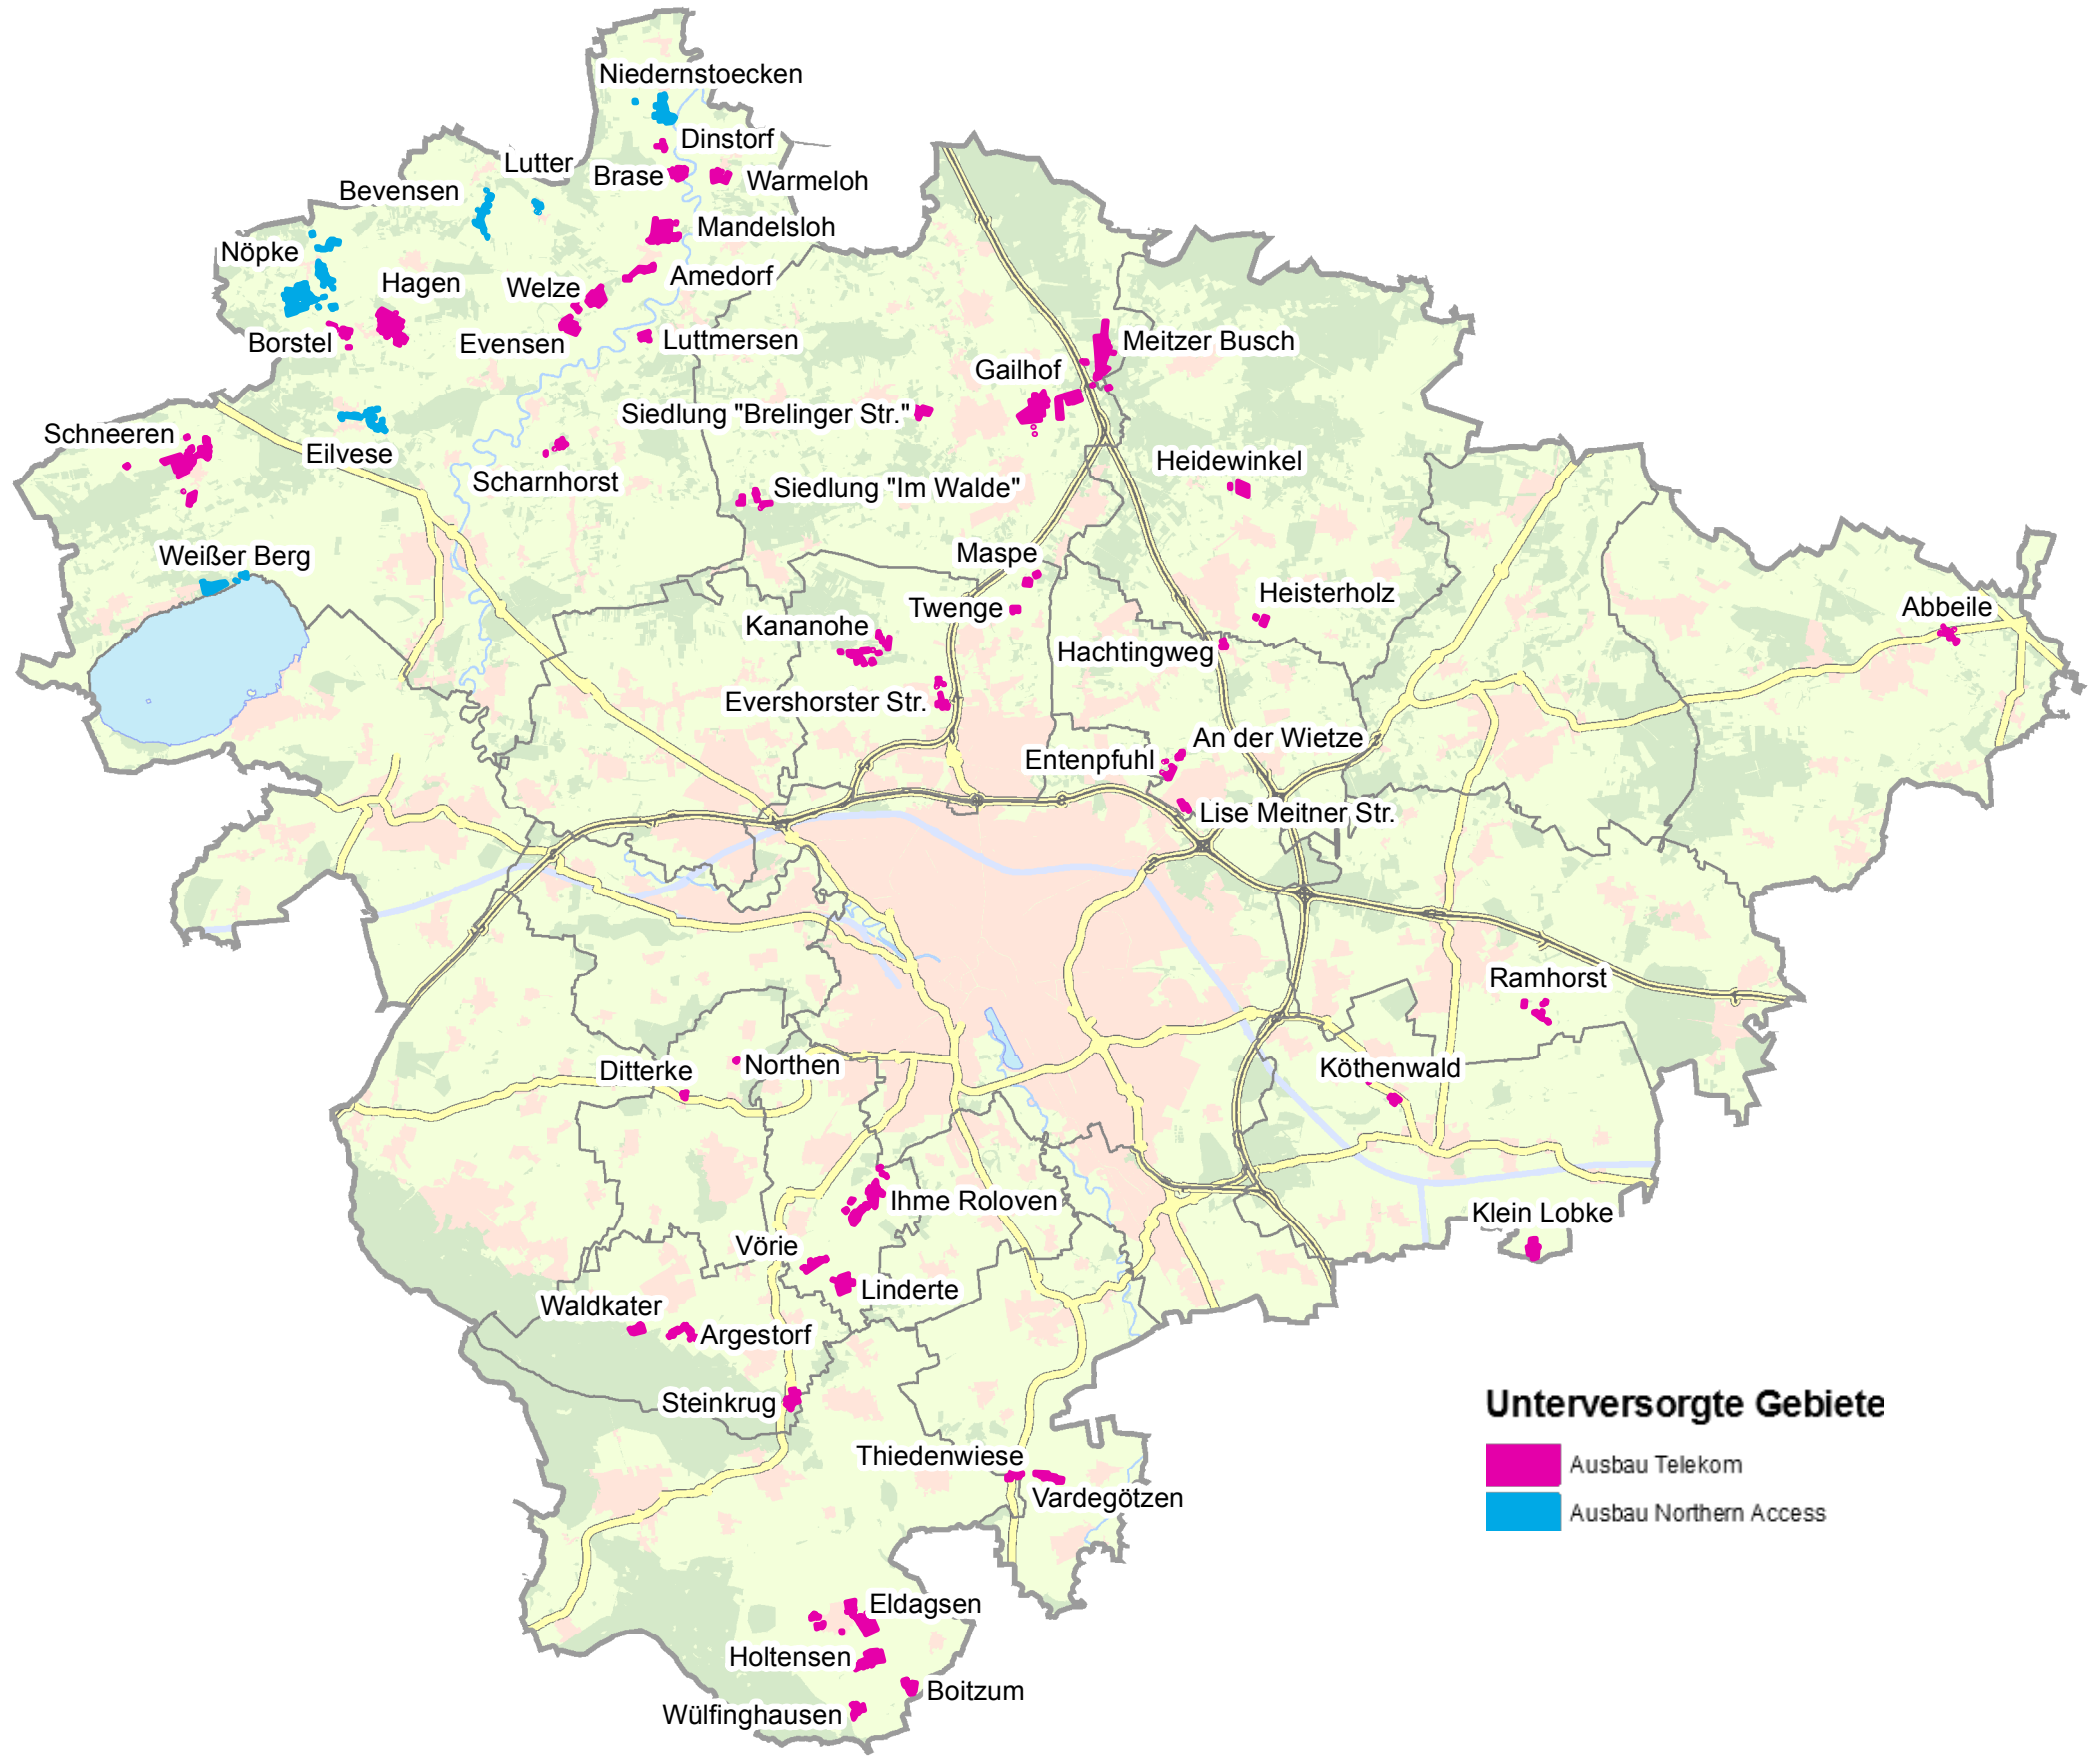 Niedernstoecken
Dinstorf
Lutter
Brase
Warmeloh
Bevensen
Mandelsloh
Nöpke
Hagen
Welze
Amedorf
Borstel
Evensen
Luttmersen
Meitzer Busch
Gailhof
Siedlung "Brelinger Str."
Schneeren
Eilvese
Scharnhorst
Heidewinkel
Siedlung "Im Walde"
Weißer Berg
Maspe
Heisterholz
Twenge
Abbeile
Kananohe
Hachtingweg
Evershorster Str.
An der Wietze
Entenpfuhl
Lise Meitner Str.
Ramhorst
Ditterke
Northen
Köthenwald
Ihme Roloven
Klein Lobke
Vörie
Linderte
Waldkater
Argestorf
Steinkrug
Unterversorgte Gebiete
Ausbau Telekom
Ausbau Northern Access
Thiedenwiese
Vardegötzen
Eldagsen
Holtensen
Boitzum
Wülfinghausen